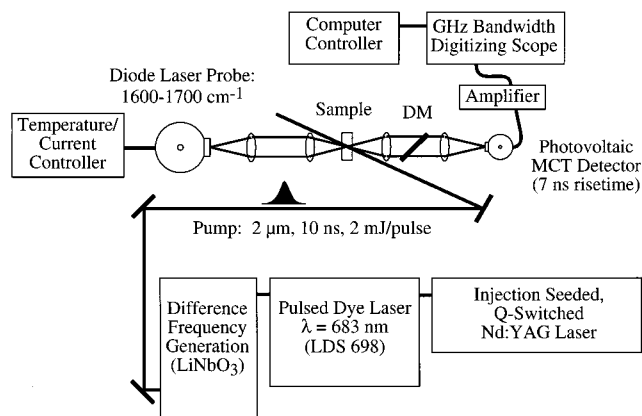 Computer
Controller
GHz Bandwidth
Digitizing Scope
Amplifier
Diode Laser Probe:
1600-1700 cm⁻¹
Sample
DM
Temperature/
Current
Controller
Photovoltaic
MCT Detector
(7 ns risetime)
Pump: 2 μm, 10 ns, 2 mJ/pulse
Difference
Frequency
Generation
(LiNbO₃)
Pulsed Dye Laser
λ = 683 nm
(LDS 698)
Injection Seeded,
Q-Switched
Nd:YAG Laser